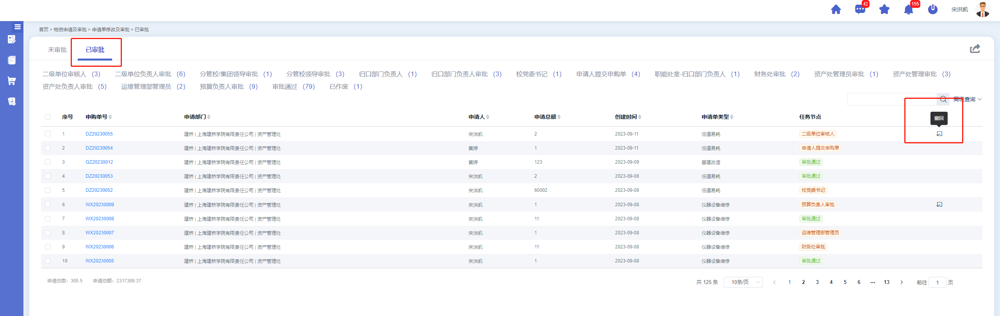 42
155
宋洪凯
首页 > 物资申请及审批 > 申请单修改及审批 > 已审批
未审批 已审批
二级单位审核人 (3) 二级单位负责人审批 (6) 分管校/集团领导审批 (1) 分管校领导审批 (3) 归口部门负责人 (1) 归口部门负责人审批 (3) 校党委书记 (1) 申请人提交申购单 (4) 职能处室-归口部门负责人 (1) 财务处审批 (2) 资产处管理员审批 (1) 资产处管理审批 (3)
资产处负责人审批 (5) 运维管理部管理员 (2) 预算负责人审批 (9) 审批通过 (79) 已作废 (1)
高级查询
序号 申购单号 申请部门 申请人 申请总额 创建时间 申请单类型 任务节点
撤回
1 DZ20230055 建桥 | 上海建桥学院有限责任公司 | 资产管理处 宋洪凯 2 2023-09-11 低值易耗 二级单位审核人
2 DZ20230054 建桥 | 上海建桥学院有限责任公司 | 资产管理处 黄婷 1 2023-09-11 低值易耗 申请人提交申购单
3 GZ20230012 建桥 | 上海建桥学院有限责任公司 | 资产管理处 黄婷 123 2023-09-09 基建改造 审批通过
4 DZ20230053 建桥 | 上海建桥学院有限责任公司 | 资产管理处 宋洪凯 2 2023-09-08 低值易耗 审批通过
5 DZ20230052 建桥 | 上海建桥学院有限责任公司 | 资产管理处 宋洪凯 60002 2023-09-08 低值易耗 校党委书记
6 WX20230009 建桥 | 上海建桥学院有限责任公司 | 资产管理处 宋洪凯 1 2023-09-08 仪器设备维修 预算负责人审批
7 WX20230008 建桥 | 上海建桥学院有限责任公司 | 资产管理处 宋洪凯 11 2023-09-08 仪器设备维修 审批通过
8 WX20230007 建桥 | 上海建桥学院有限责任公司 | 资产管理处 宋洪凯 1 2023-09-08 仪器设备维修 运维管理部管理员
9 WX20230006 建桥 | 上海建桥学院有限责任公司 | 资产管理处 宋洪凯 11 2023-09-08 仪器设备维修 财务处审批
10 WX20230005 建桥 | 上海建桥学院有限责任公司 | 资产管理处 宋洪凯 1 2023-09-08 仪器设备维修 审批通过
申请总数：305.5 申请总额：2317309.37
共 125 条 10条/页 1 2 3 4 5 6 ... 13 前往 1 页